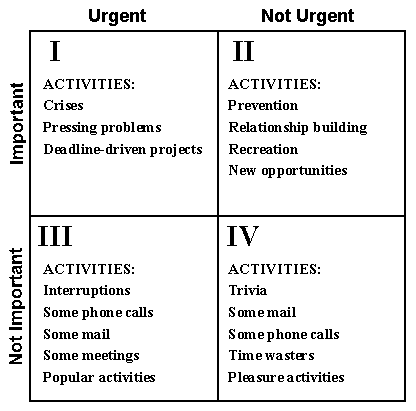 Urgent
Not Urgent
Important
I
ACTIVITIES:
Crises
Pressing problems
Deadline-driven projects
II
ACTIVITIES:
Prevention
Relationship building
Recreation
New opportunities
Not Important
III
ACTIVITIES:
Interruptions
Some phone calls
Some mail
Some meetings
Popular activities
IV
ACTIVITIES:
Trivia
Some mail
Some phone calls
Time wasters
Pleasure activities